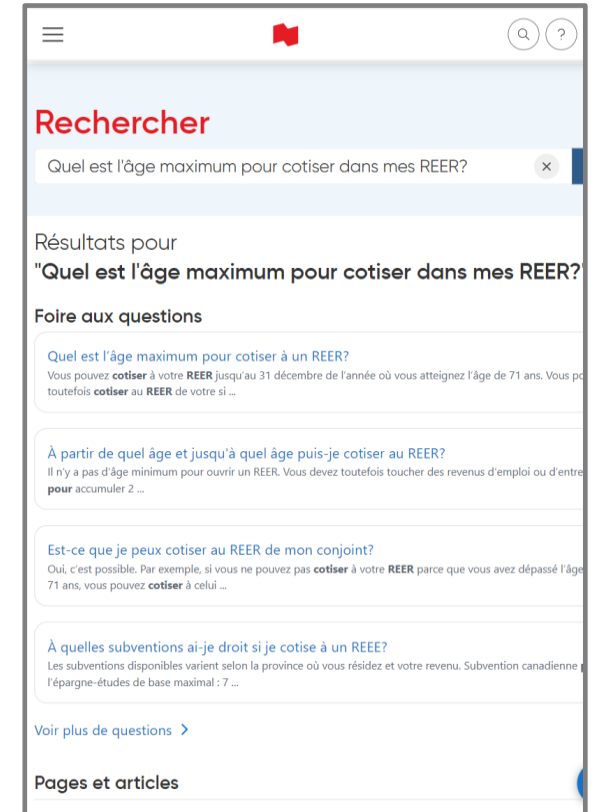 ?
Rechercher
Quel est l'âge maximum pour cotiser dans mes REER?
Résultats pour
"Quel est l'âge maximum pour cotiser dans mes REER?"
Foire aux questions
Quel est l'âge maximum pour cotiser à un REER?
Vous pouvez cotiser à votre REER jusqu'au 31 décembre de l'année où vous atteignez l'âge de 71 ans. Vous
toutefois cotiser au REER de votre si ...
À partir de quel âge et jusqu'à quel âge puis-je cotiser au REER?
Il n'y a pas d'âge minimum pour ouvrir un REER. Vous devez toutefois toucher des revenus d'emploi ou d'entre
pour accumuler 2 ...
Est-ce que je peux cotiser au REER de mon conjoint?
Oui, c'est possible. Par exemple, si vous ne pouvez pas cotiser à votre REER parce que vous avez dépassé l'âge
71 ans, vous pouvez cotiser à celui ...
À quelles subventions ai-je droit si je cotise à un REEE?
Les subventions disponibles varient selon la province où vous résidez et votre revenu. Subvention canadienne
l'épargne-études de base maximal : 7 ...
Voir plus de questions
Pages et articles